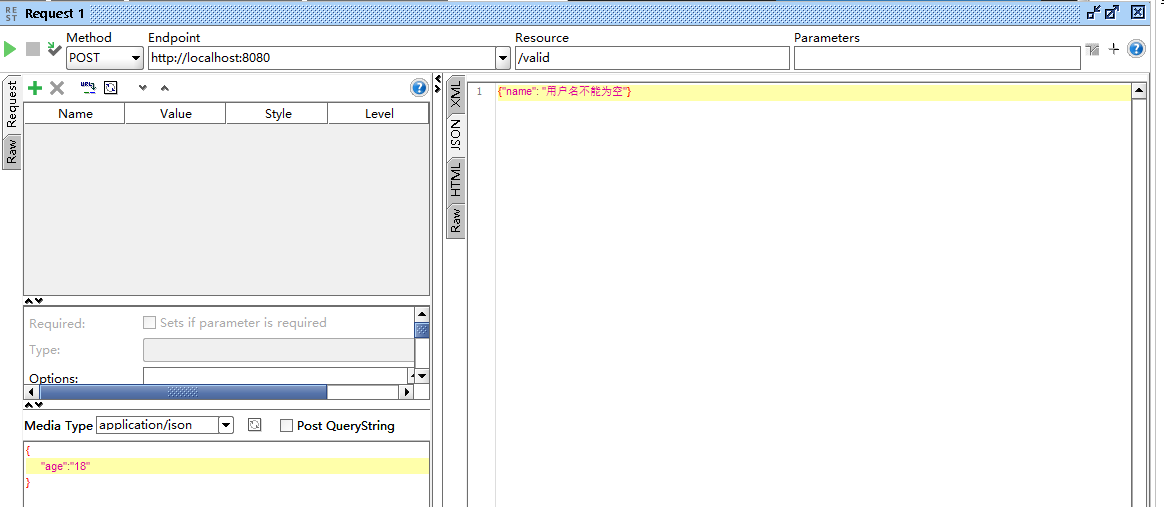 REST Request 1
Method Endpoint Resource Parameters
POST http://localhost:8080 /valid
Request
Raw
Name Value Style Level
Required: Sets if parameter is required
Type:
Options:
Media Type application/json Post QueryString
{
"age":"18"
}
XML
JSON
HTML
Raw
1 {"name": "用户名不能为空"}